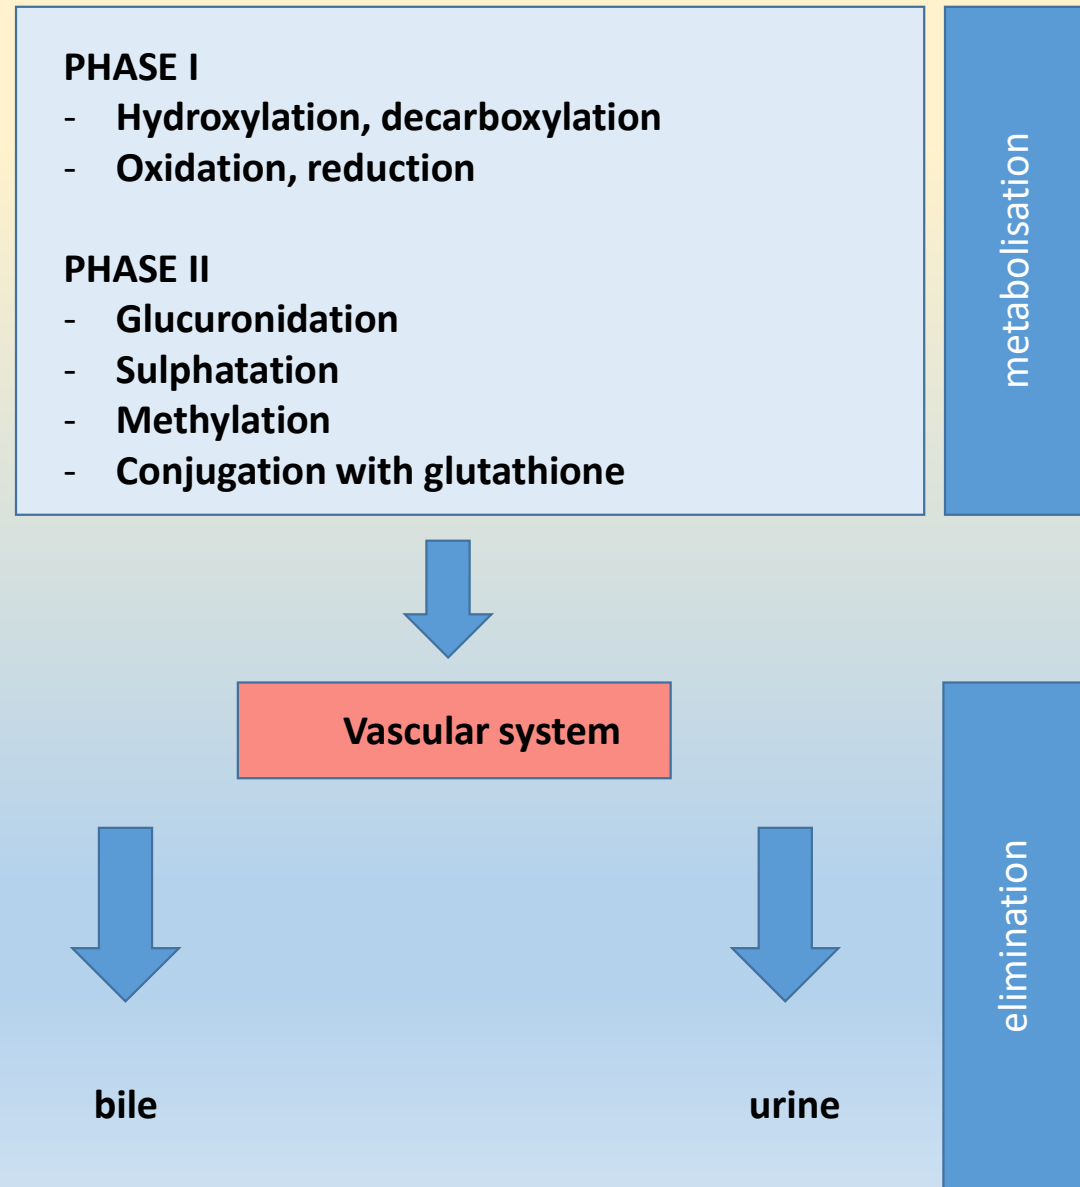 PHASE I
- Hydroxylation, decarboxylation
- Oxidation, reduction
PHASE II
- Glucuronidation
- Sulphatation
- Methylation
- Conjugation with glutathione
metabolisation
Vascular system
elimination
bile
urine